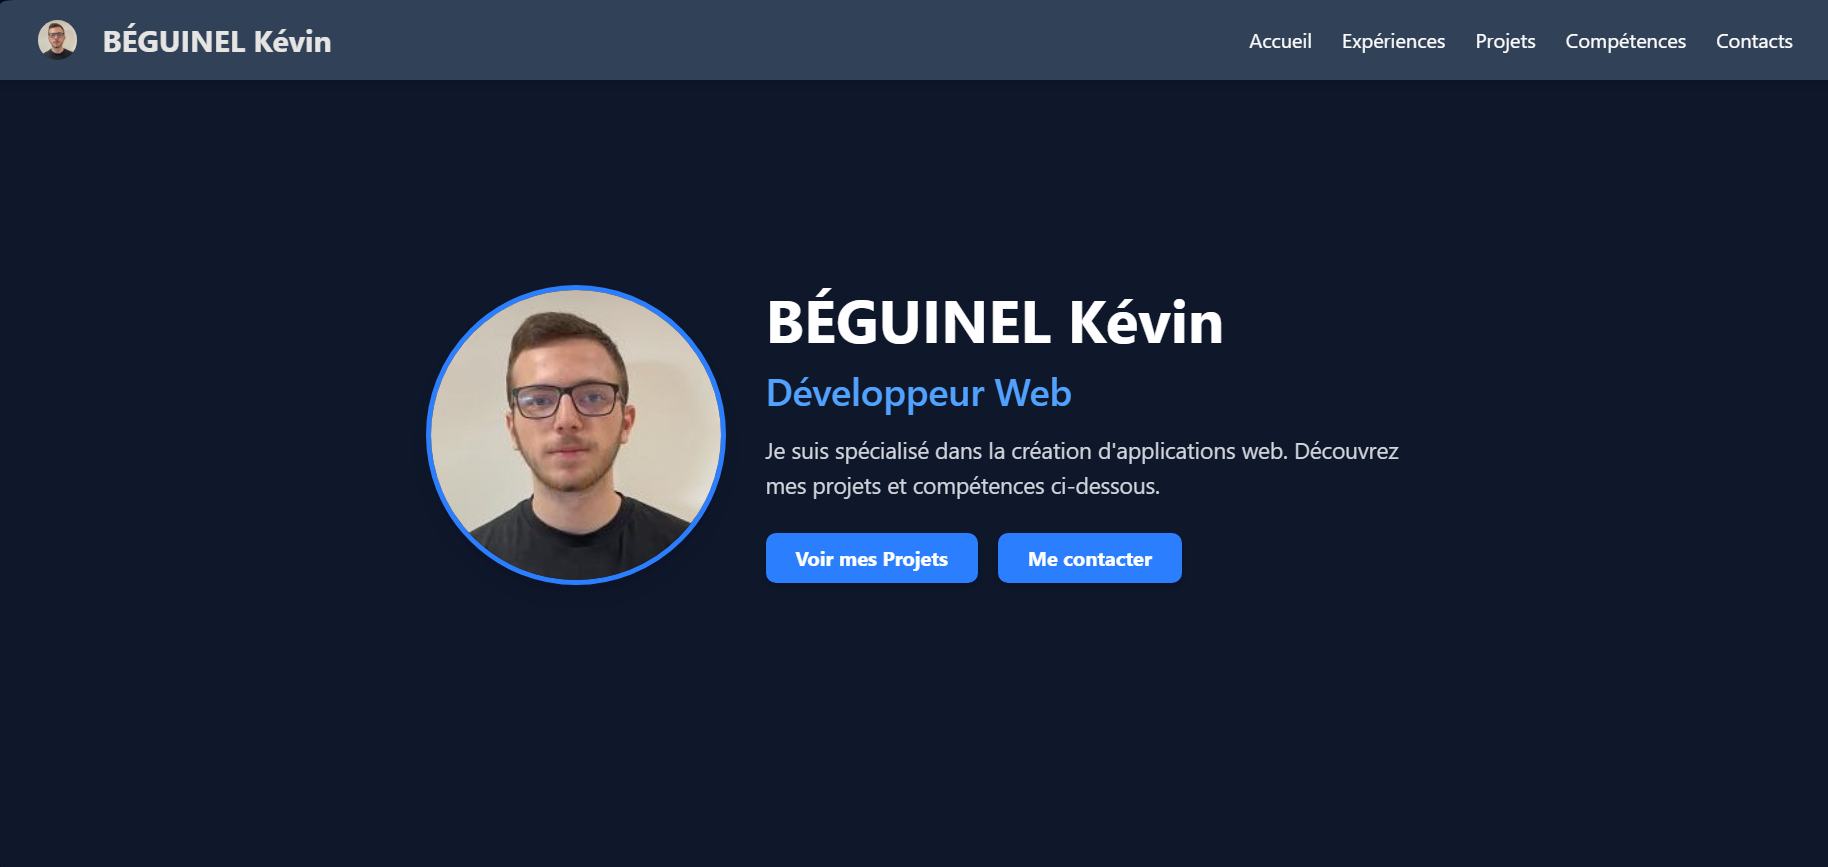 BÉGUINEL Kévin
Accueil Expériences Projets Compétences Contacts
BÉGUINEL Kévin
Développeur Web
Je suis spécialisé dans la création d'applications web. Découvrez
mes projets et compétences ci-dessous.
Voir mes Projets
Me contacter